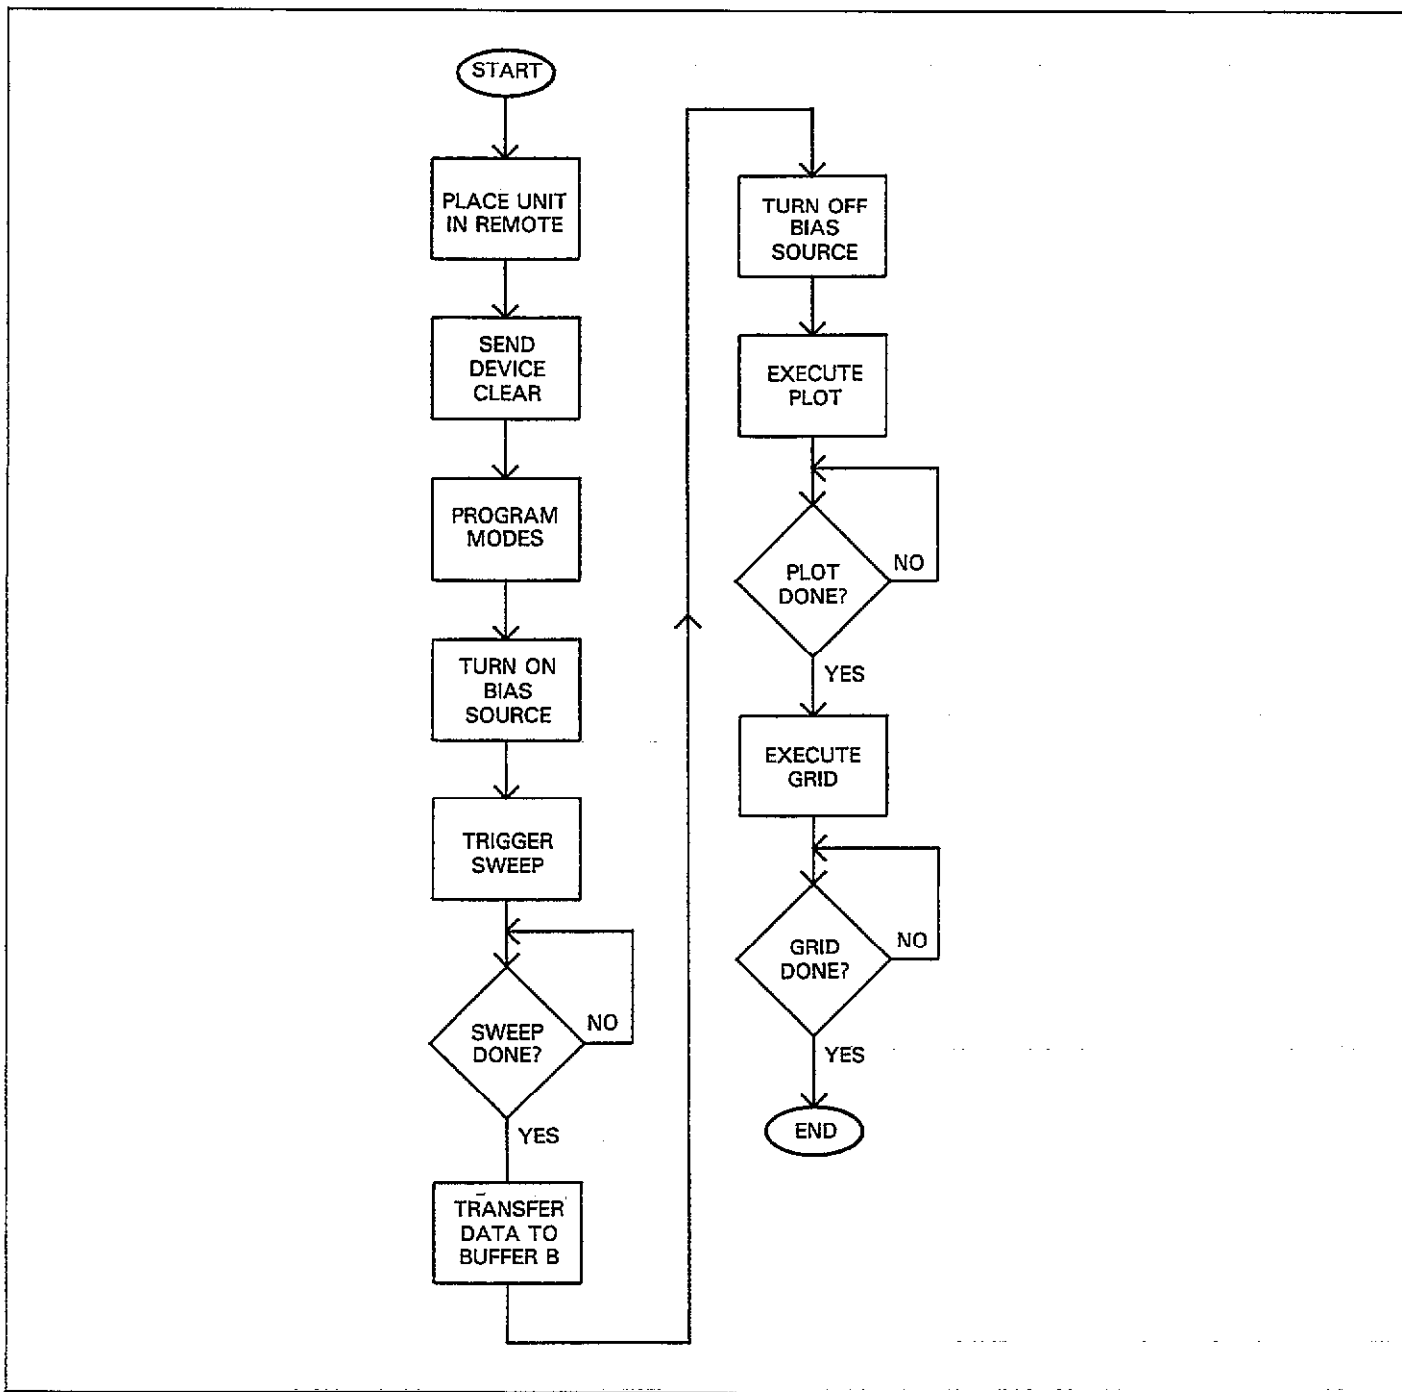 START
PLACE UNIT
IN REMOTE
SEND
DEVICE
CLEAR
PROGRAM
MODES
TURN ON
BIAS
SOURCE
TRIGGER
SWEEP
SWEEP
DONE?
NO
YES
TRANSFER
DATA TO
BUFFER B
TURN OFF
BIAS
SOURCE
EXECUTE
PLOT
PLOT
DONE?
NO
YES
EXECUTE
GRID
GRID
DONE?
NO
YES
END